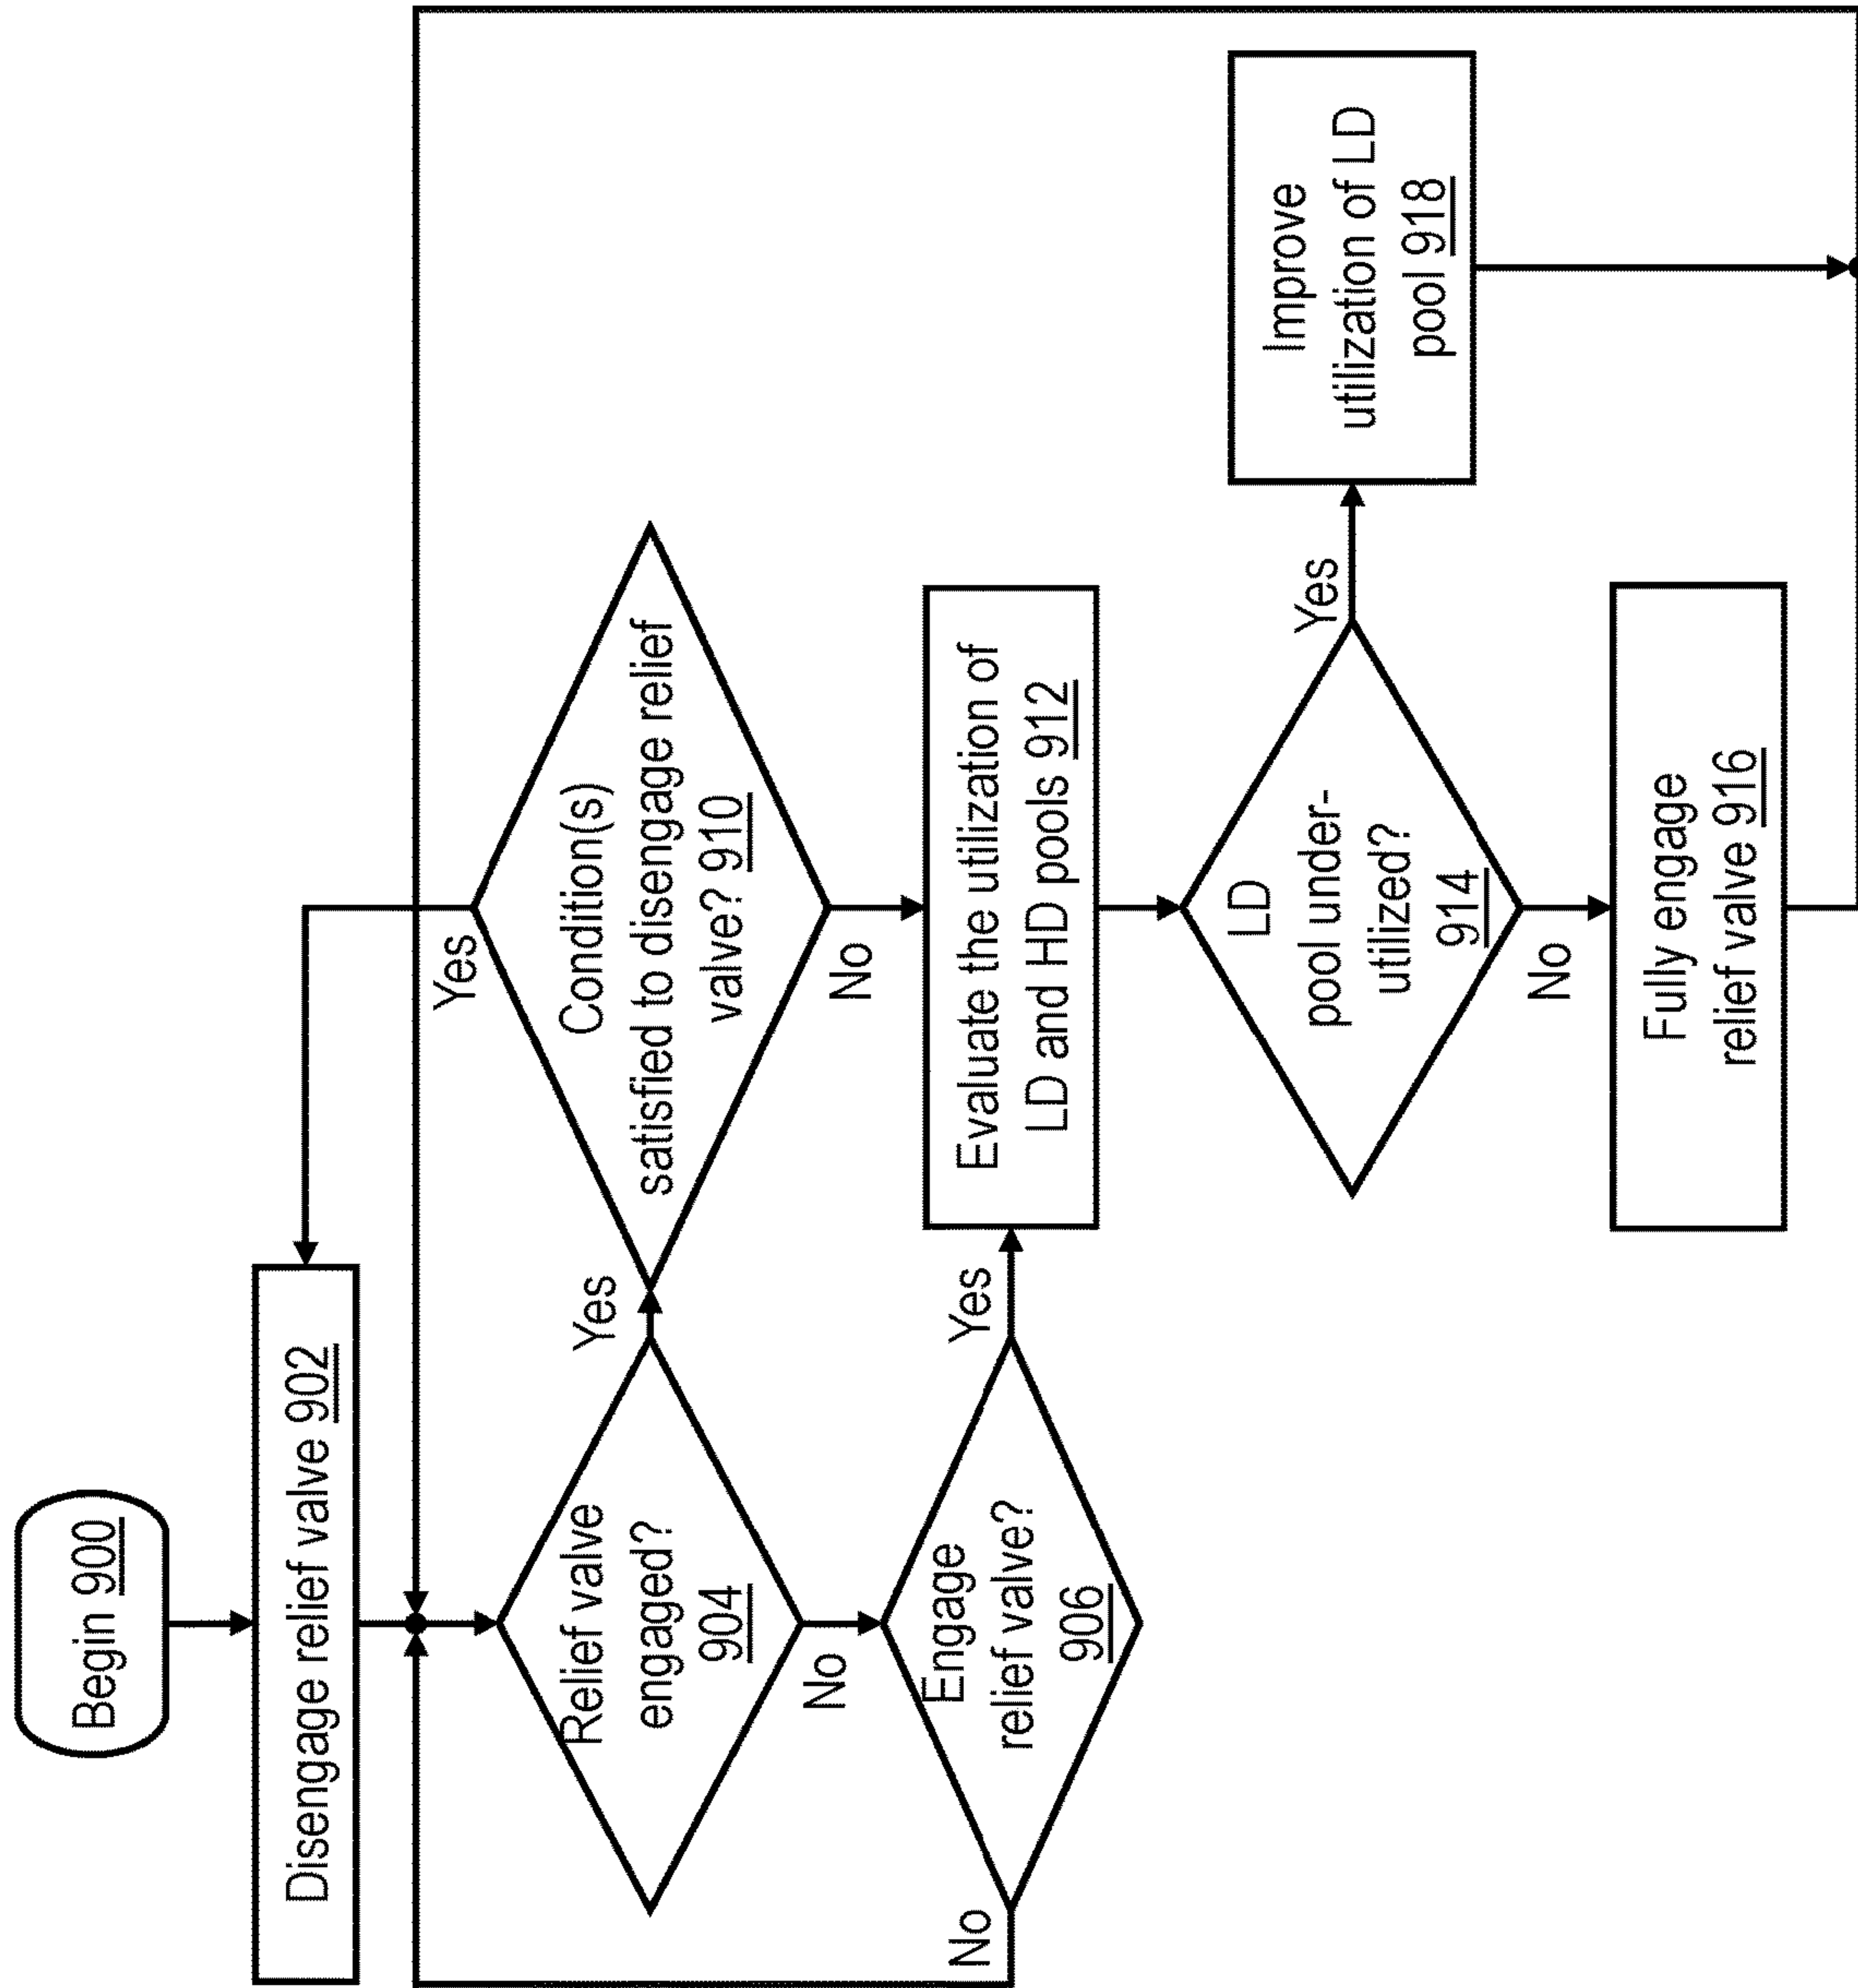 Begin 900
Disengage relief valve 902
Relief valve
engaged?
904
Yes
No
Engage
relief valve?
906
No
Yes
Condition(s)
satisfied to disengage relief
valve? 910
Yes
No
Evaluate the utilization of
LD and HD pools 912
LD
pool under-
utilized?
914
Yes
No
Fully engage
relief valve 916
Improve
utilization of LD
pool 918